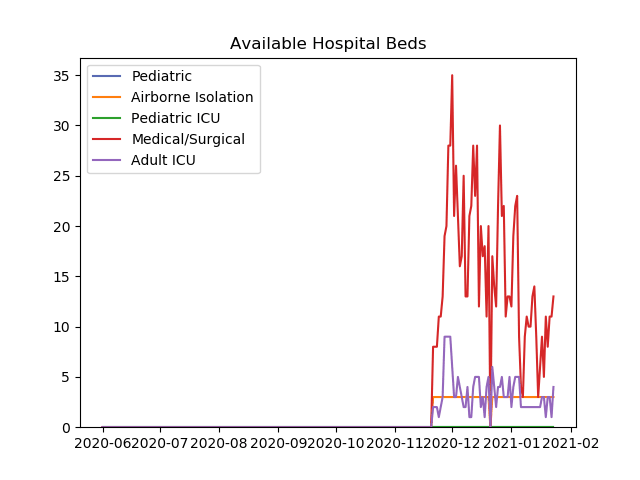 Available Hospital Beds
35
30
25
20
15
10
5
0
Pediatric
Airborne Isolation
Pediatric ICU
Medical/Surgical
Adult ICU
2020-06 2020-07 2020-08 2020-09 2020-10 2020-11 2020-12 2021-01 2021-02